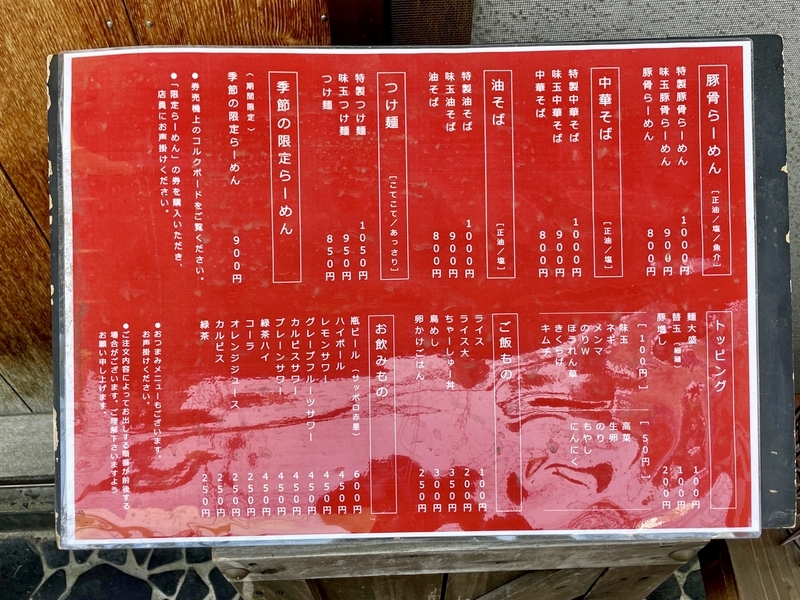 豚骨らーめん [正油／塩／魚介]
特製豚骨らーめん 1000円
味玉豚骨らーめん 900円
豚骨らーめん 800円
中華そば [正油／塩]
特製中華そば 1000円
味玉中華そば 900円
中華そば 800円
油そば [正油／塩]
特製油そば 1000円
味玉油そば 900円
油そば 800円
つけ麺 [こてこて／あっさり]
特製つけ麺 1050円
味玉つけ麺 950円
つけ麺 850円
季節の限定らーめん
(期間限定)
季節の限定らーめん 900円
●券売機上のコルクボードをご覧ください。
●「限定らーめん」の券を購入いただき、
店員にお声掛けください。
トッピング
麺大盛 100円
替玉(細麺) 100円
豚増し 200円
[100円]
味玉
ネギ
メンマ
のりW
ほうれん草
きくらげ
キムチ
[50円]
高菜
生卵
のり
もやし
にんにく
ご飯もの
ライス 100円
ライス大 200円
ちゃーしゅー丼 350円
鳥めし 300円
卵かけごはん 250円
お飲みもの
瓶ビール(サッポロ赤星) 600円
ハイボール 450円
レモンサワー 450円
グレープフルーツサワー 450円
カルピスサワー 450円
プレーンサワー 450円
緑茶ハイ 450円
コーラ 250円
オレンジジュース 250円
カルピス 250円
緑茶 250円
●おつまみメニューもございます。
お声掛けください。
●ご注文内容によってお出しする順番が前後する
場合がございます。ご理解下さいますよう
お願い申し上げます。